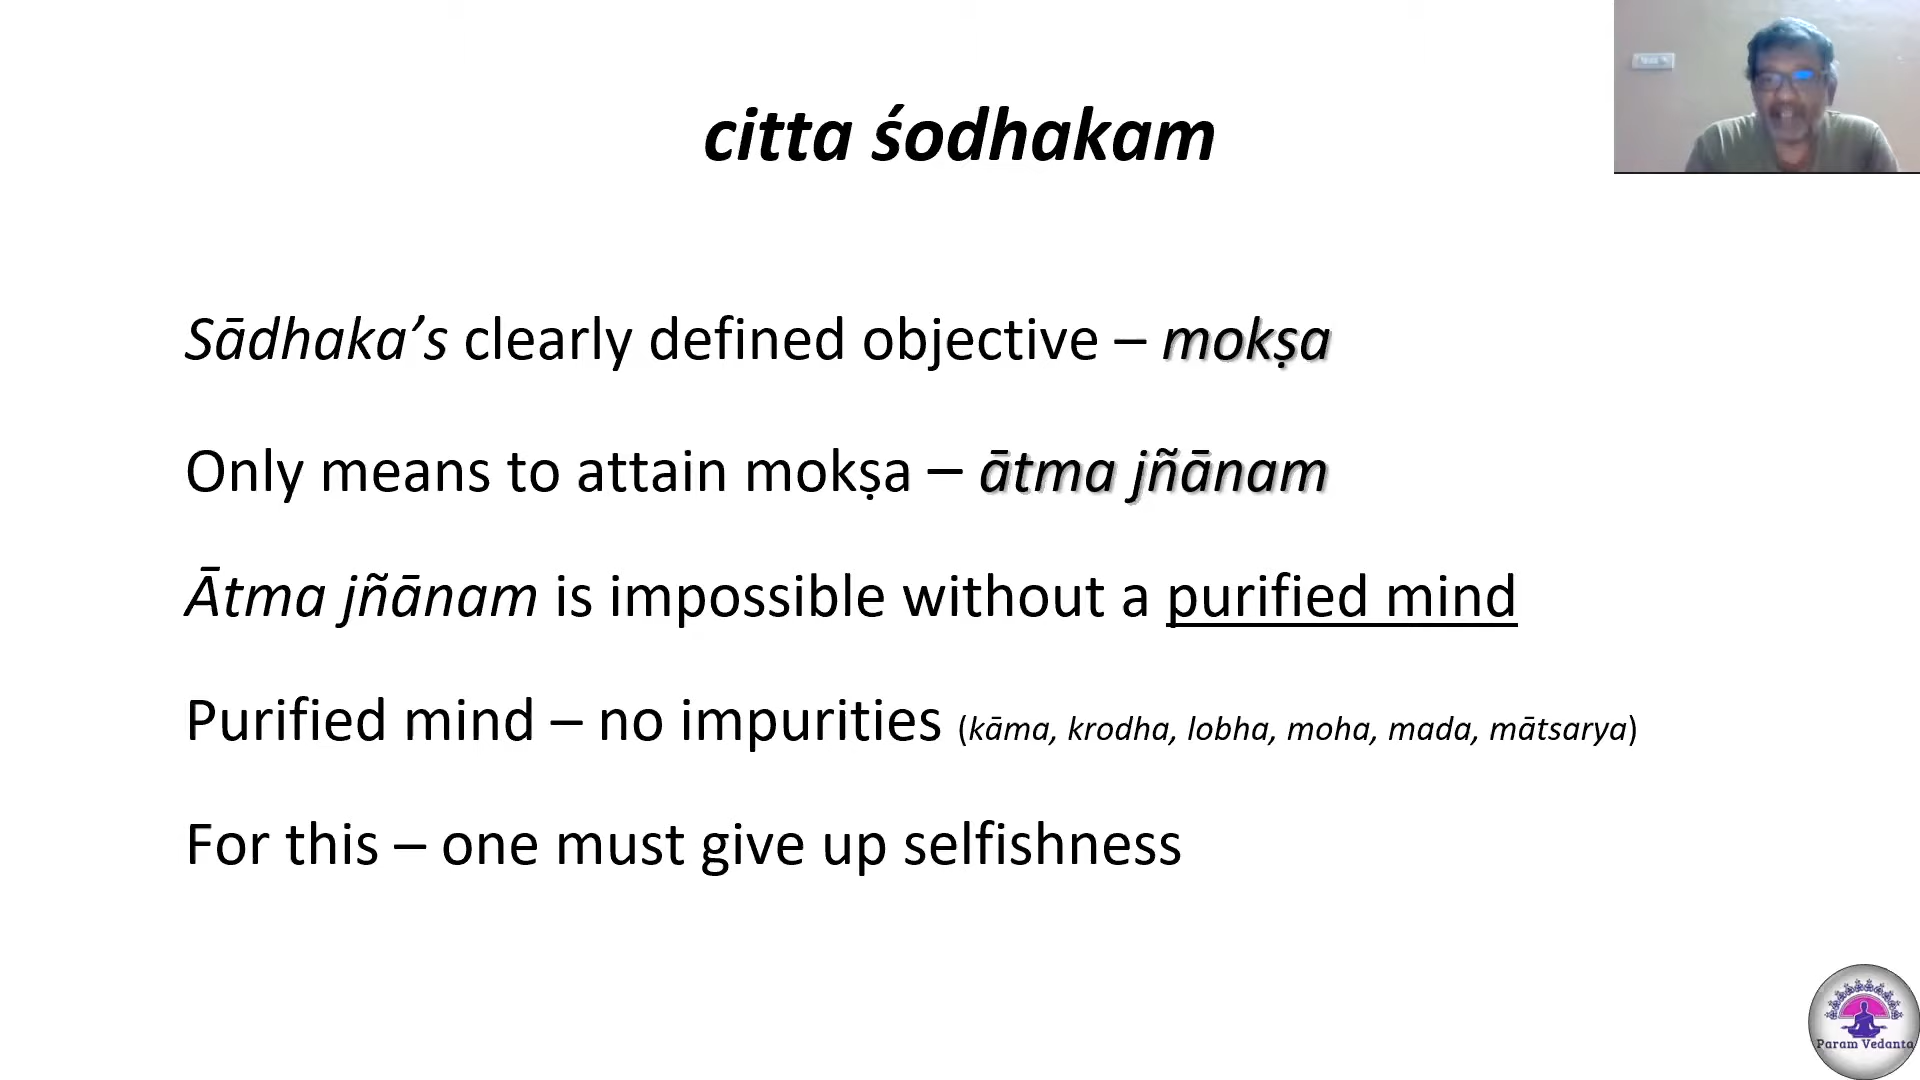 citta śodhakam
Sādhaka’s clearly defined objective – mokṣa
Only means to attain mokṣa – ātma jñānam
Ātma jñānam is impossible without a purified mind
Purified mind – no impurities (kāma, krodha, lobha, moha, mada, mātsarya)
For this – one must give up selfishness
Param Vedanta